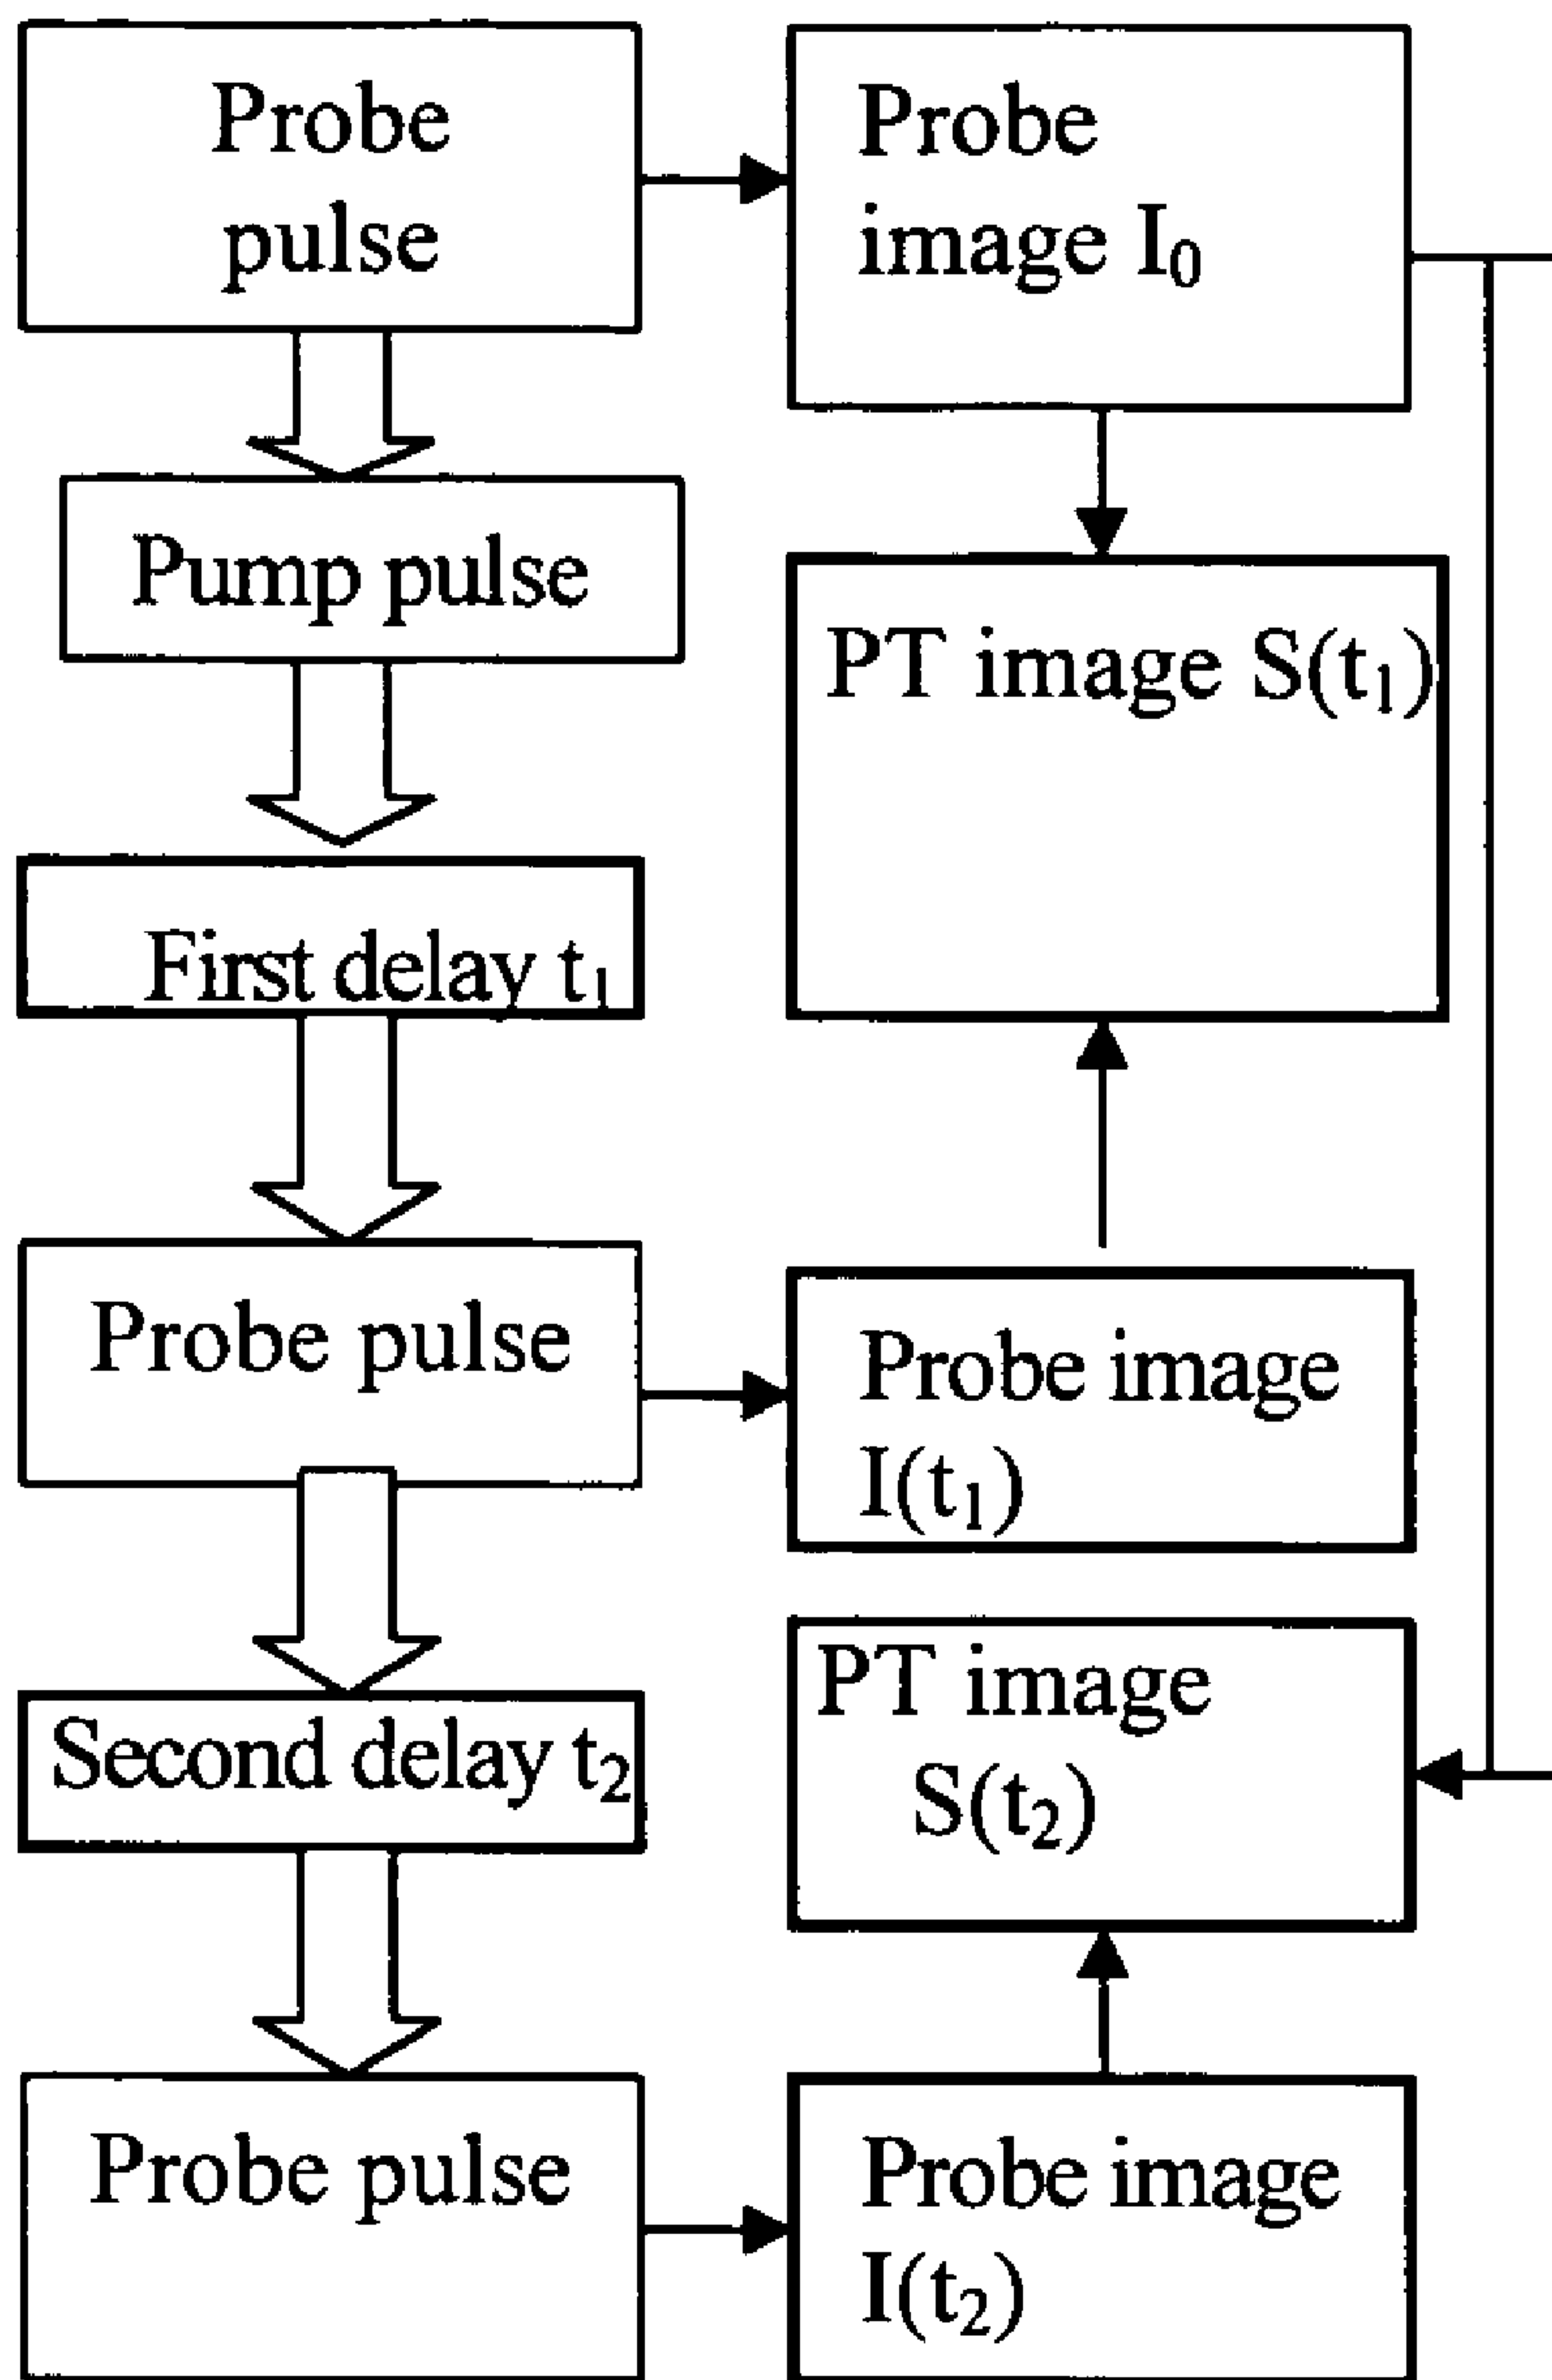 Probe
pulse
Probe
image I₀
Pump pulse
PT image S(t₁)
First delay t₁
Probe pulse
Probe image
I(t₁)
Second delay t₂
PT image
S(t₂)
Probe pulse
Probe image
I(t₂)